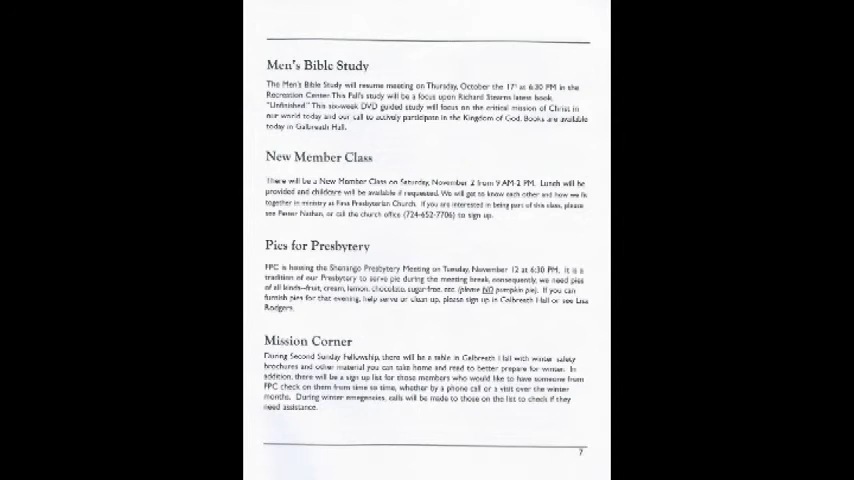 Men's Bible Study
The Men's Bible Study will resume meeting on Thursday, October the 17th at 6:30 PM in the
Recreation Center. This Fall's study will be a focus upon Richard Stearns latest book,
"Unfinished." This six-week DVD guided study will focus on the critical mission of Christ in
our world today and our call to actively participate in the Kingdom of God. Books are available
today in Galbreath Hall.
New Member Class
There will be a New Member Class on Saturday, November 2 from 9 AM-2 PM. Lunch will be
provided and childcare will be available if requested. We will get to know each other and how we fit
together in ministry at First Presbyterian Church. If you are interested in being part of this class, please
see Pastor Nathan, or call the church office (724-652-7706) to sign up.
Pies for Presbytery
FPC is hosting the Shenango Presbytery Meeting on Tuesday, November 12 at 6:30 PM. It is a
tradition of our Presbytery to serve pie during the meeting break, consequently, we need pies
of all kinds--fruit, cream, lemon, chocolate, sugar-free, etc. (please NO pumpkin pie). If you can
furnish pies for that evening, help serve or clean up, please sign up in Galbreath Hall or see Lisa
Rodgers.
Mission Corner
During Second Sunday Fellowship, there will be a table in Galbreath Hall with winter safety
brochures and other material you can take home and read to better prepare for winter. In
addition, there will be a sign up list for those members who would like to have someone from
FPC check on them from time to time, whether by a phone call or a visit over the winter
months. During winter emegencies, calls will be made to those on the list to check if they
need assistance.
7